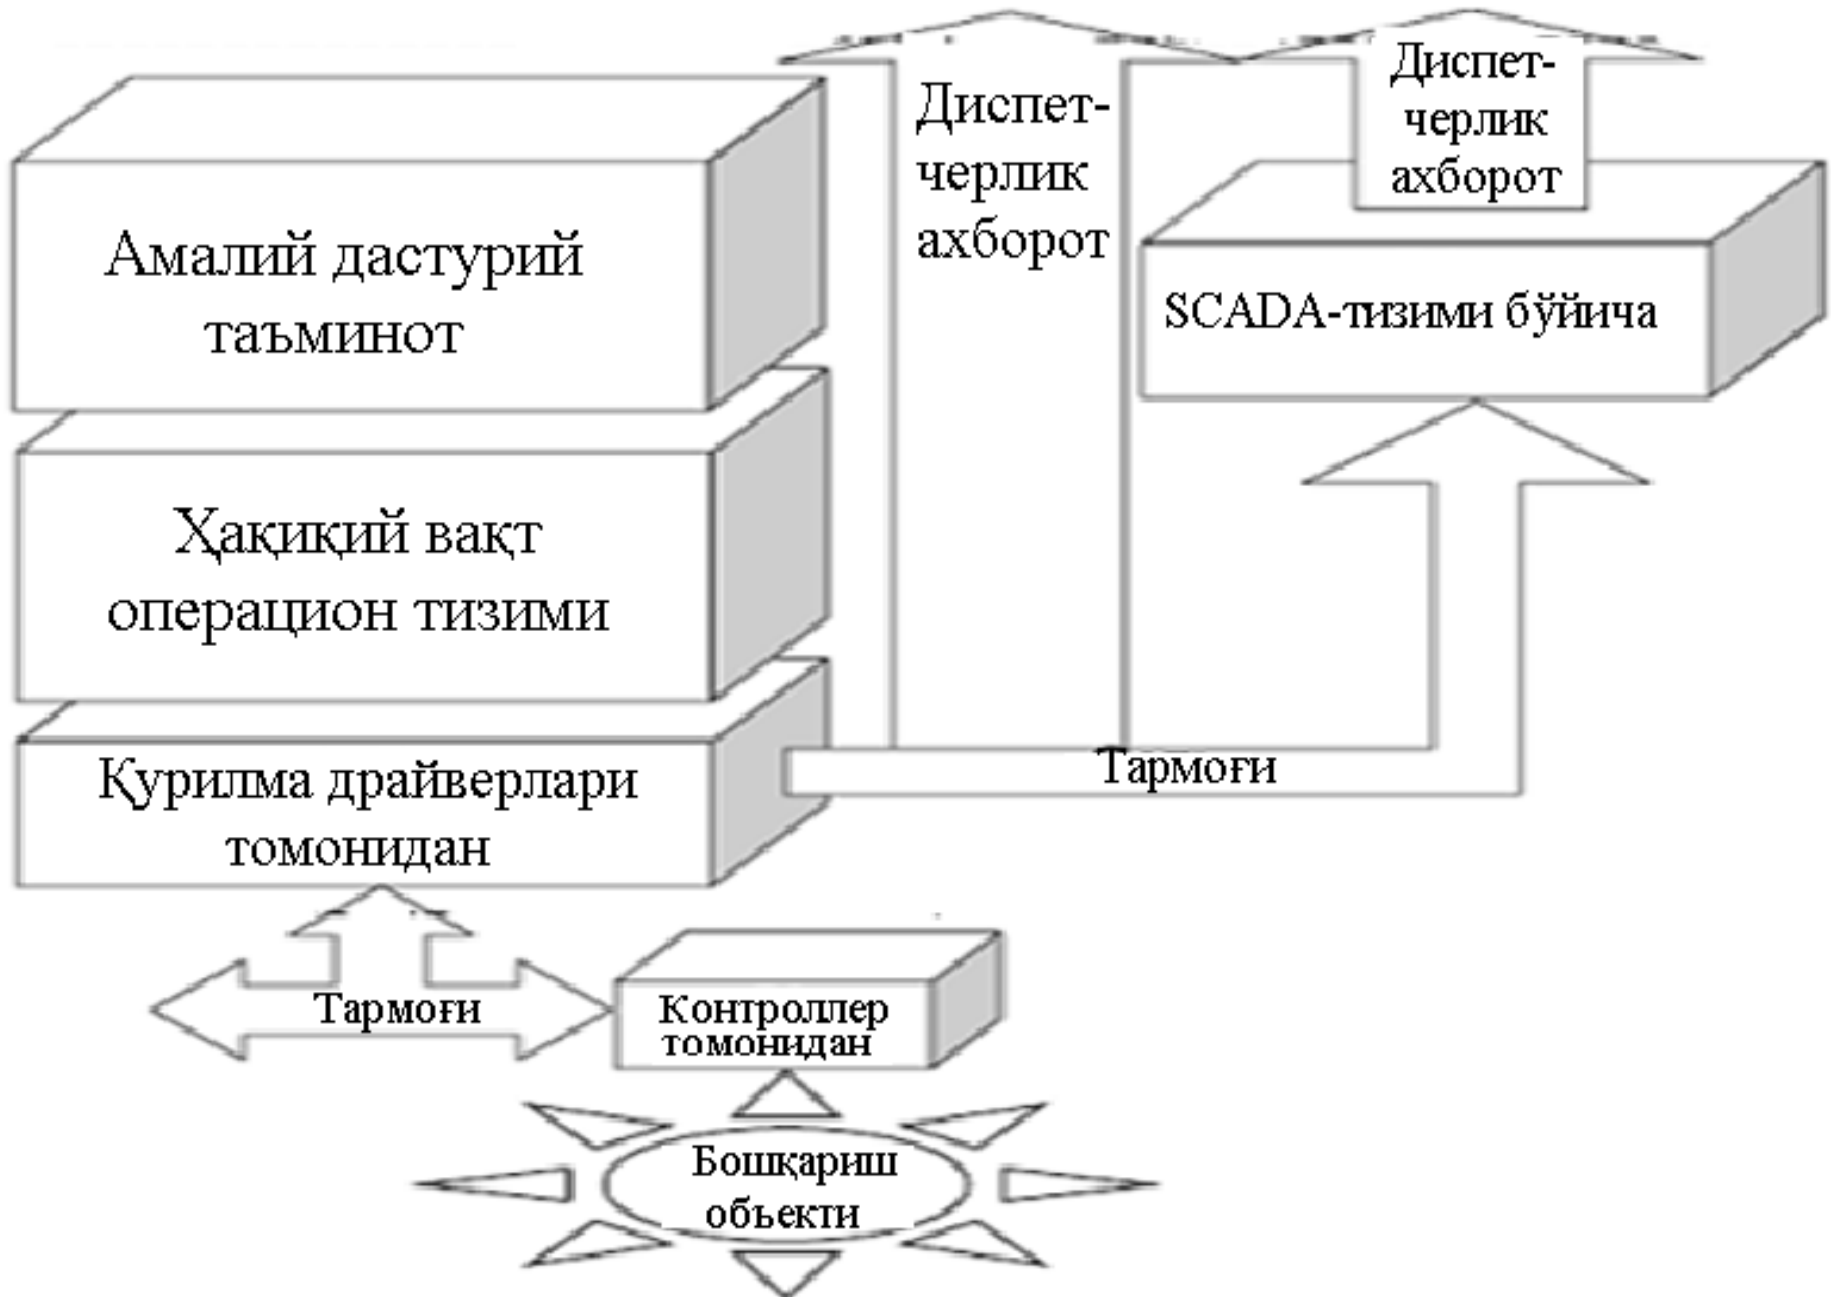 Амалий дастурий
таъминот
Ҳақиқий вақт
операцион тизими
Қурилма драйверлари
томонидан
Диспет-
черлик
ахборот
Диспет-
черлик
ахборот
SCADA-тизими бўйича
Тармоғи
Тармоғи
Контроллер
томонидан
Бошқариш
объекти